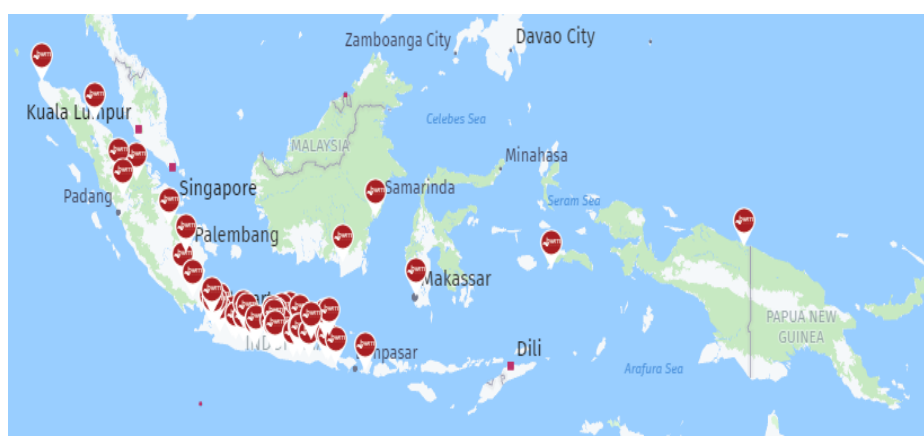 Zamboanga City
Davao City
Kuala Lumpur
Celebes Sea
MALAYSIA
Minahasa
Padang
Singapore
Samarinda
Seram Sea
Palembang
Makassar
PAPUA NEW
GUINEA
Dili
Arafura Sea